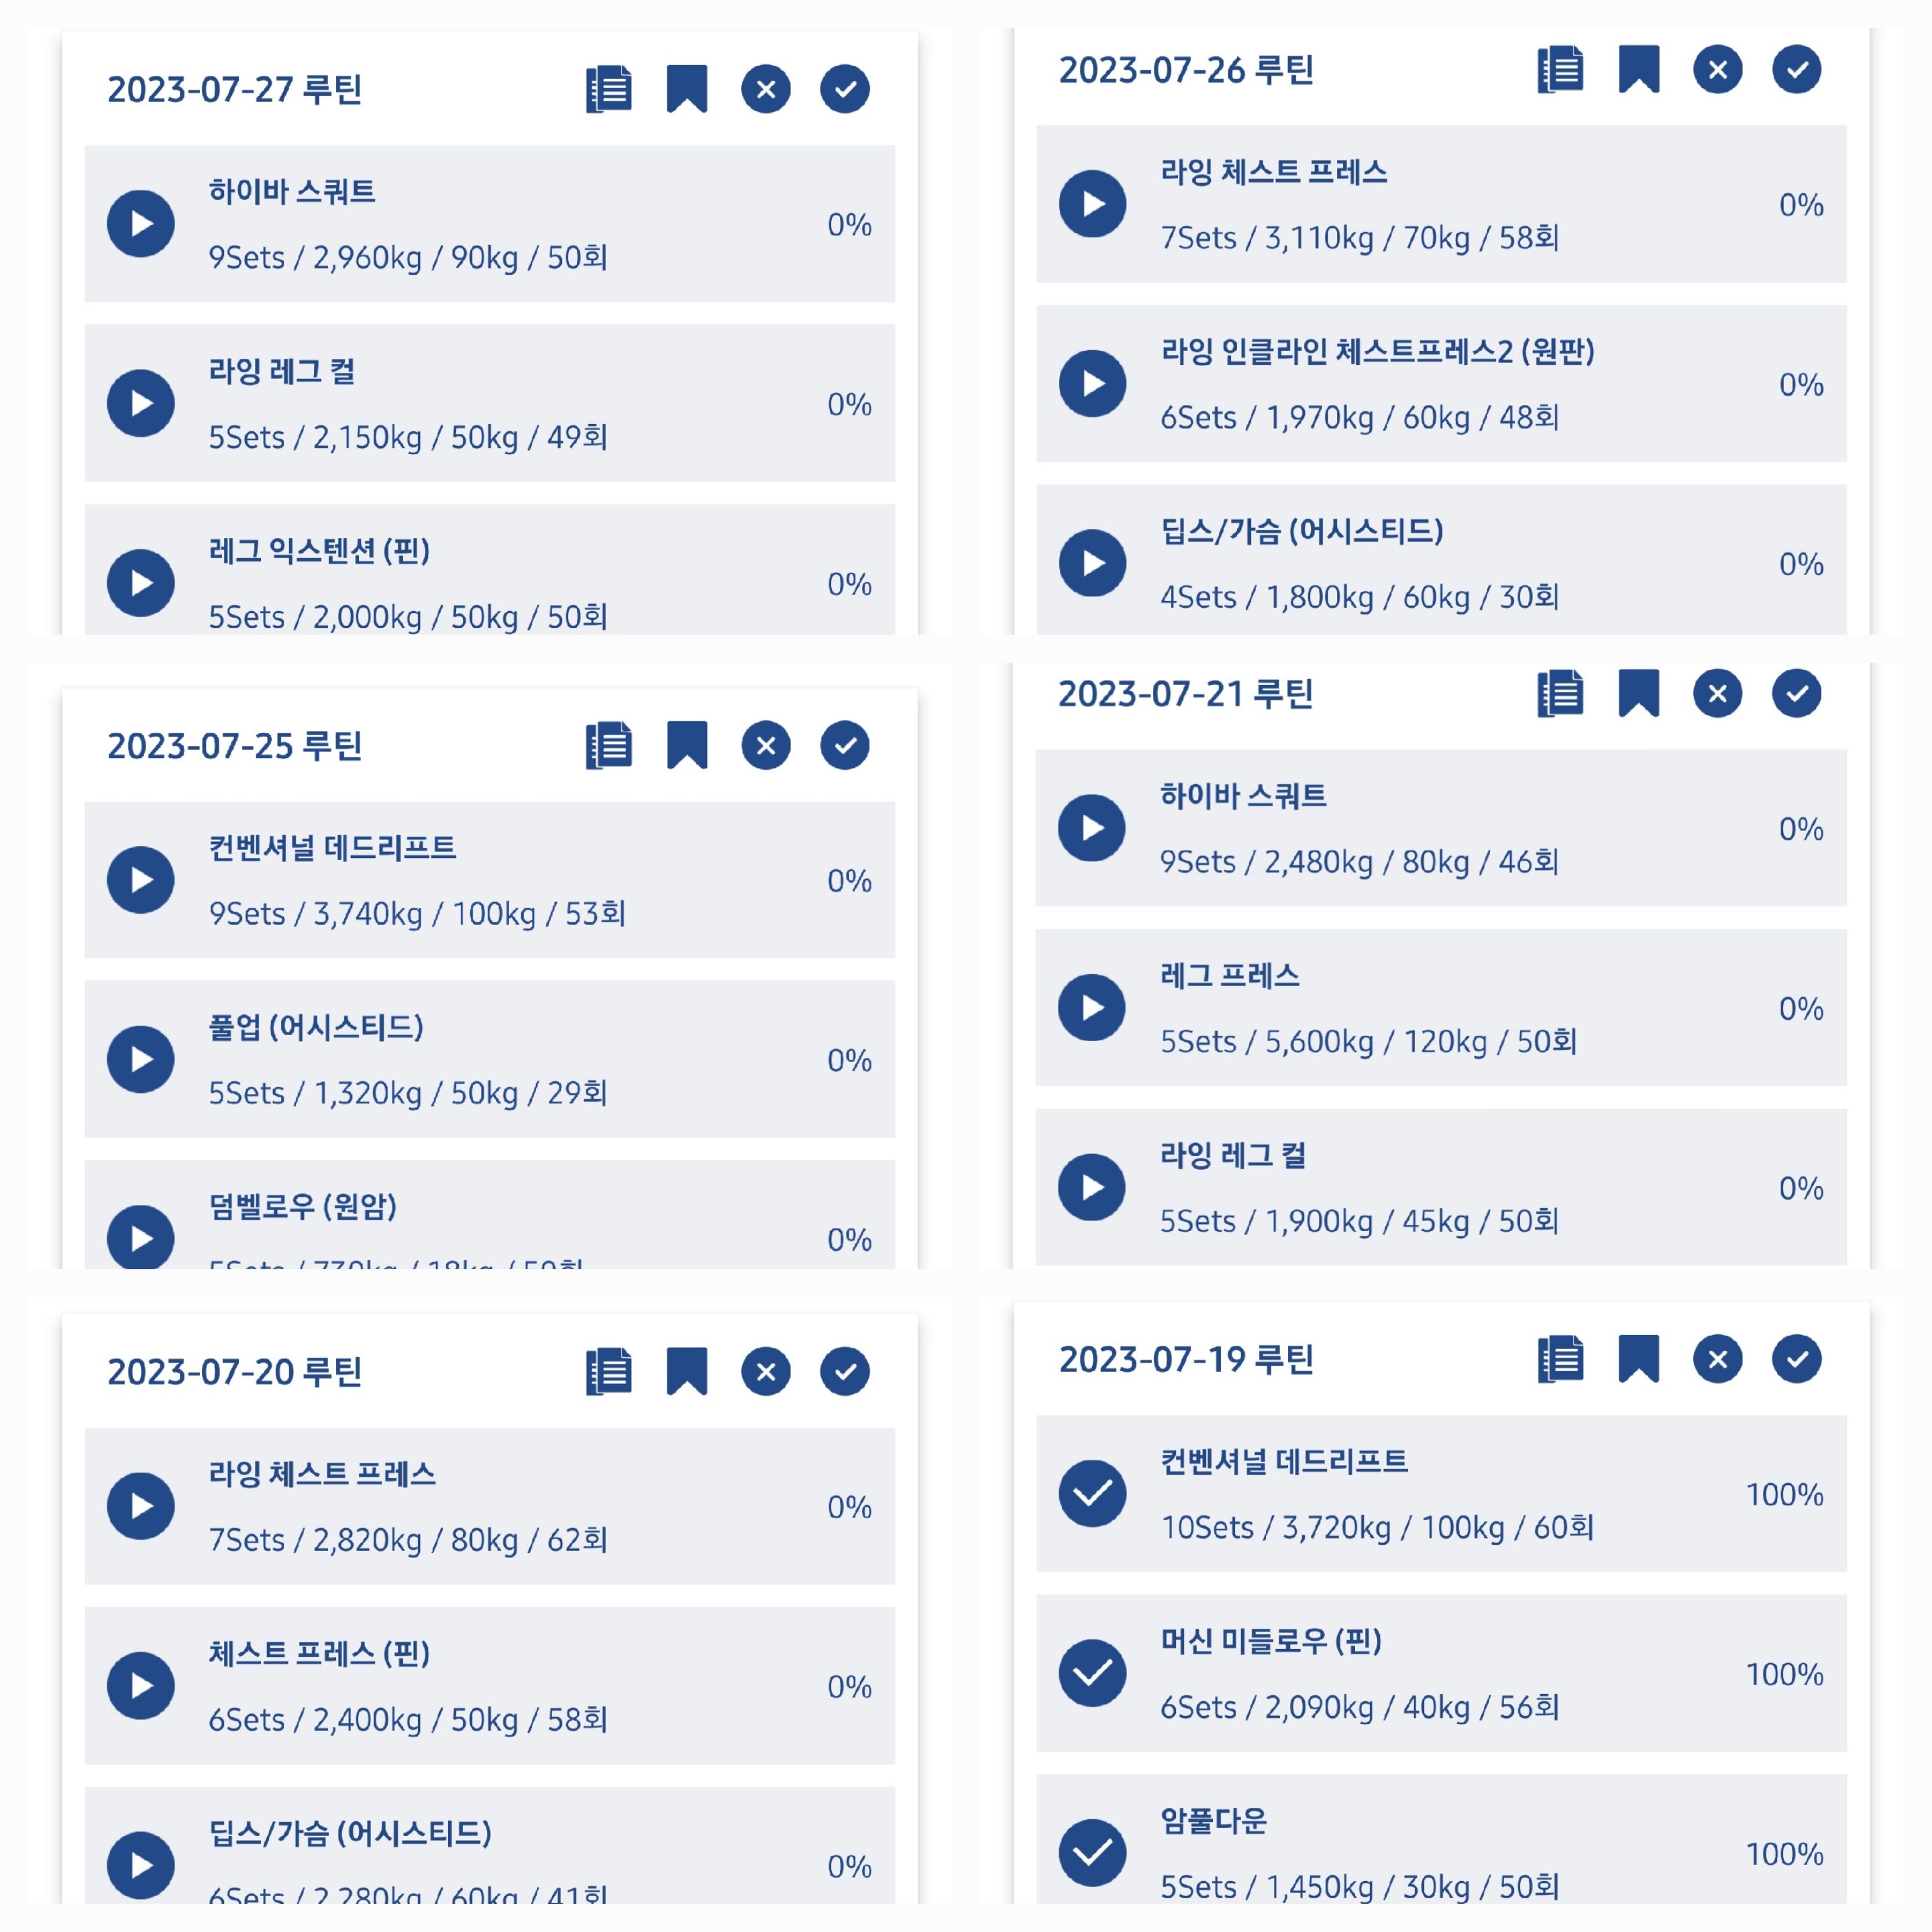 2023-07-27 루틴
하이바 스쿼트
9Sets / 2,960kg / 90kg / 50회
0%
라잉 레그 컬
5Sets / 2,150kg / 50kg / 49회
0%
레그 익스텐션 (핀)
5Sets / 2,000kg / 50kg / 50회
0%
2023-07-26 루틴
라잉 체스트 프레스
7Sets / 3,110kg / 70kg / 58회
0%
라잉 인클라인 체스트프레스2 (원판)
6Sets / 1,970kg / 60kg / 48회
0%
딥스/가슴 (어시스티드)
4Sets / 1,800kg / 60kg / 30회
0%
2023-07-25 루틴
컨벤셔널 데드리프트
9Sets / 3,740kg / 100kg / 53회
0%
풀업 (어시스티드)
5Sets / 1,320kg / 50kg / 29회
0%
덤벨로우 (원암)
0%
2023-07-21 루틴
하이바 스쿼트
9Sets / 2,480kg / 80kg / 46회
0%
레그 프레스
5Sets / 5,600kg / 120kg / 50회
0%
라잉 레그 컬
5Sets / 1,900kg / 45kg / 50회
0%
2023-07-20 루틴
라잉 체스트 프레스
7Sets / 2,820kg / 80kg / 62회
0%
체스트 프레스 (핀)
6Sets / 2,400kg / 50kg / 58회
0%
딥스/가슴 (어시스티드)
6Sets / 2,280kg / 60kg / 41회
0%
2023-07-19 루틴
컨벤셔널 데드리프트
10Sets / 3,720kg / 100kg / 60회
100%
머신 미들로우 (핀)
6Sets / 2,090kg / 40kg / 56회
100%
암풀다운
5Sets / 1,450kg / 30kg / 50회
100%